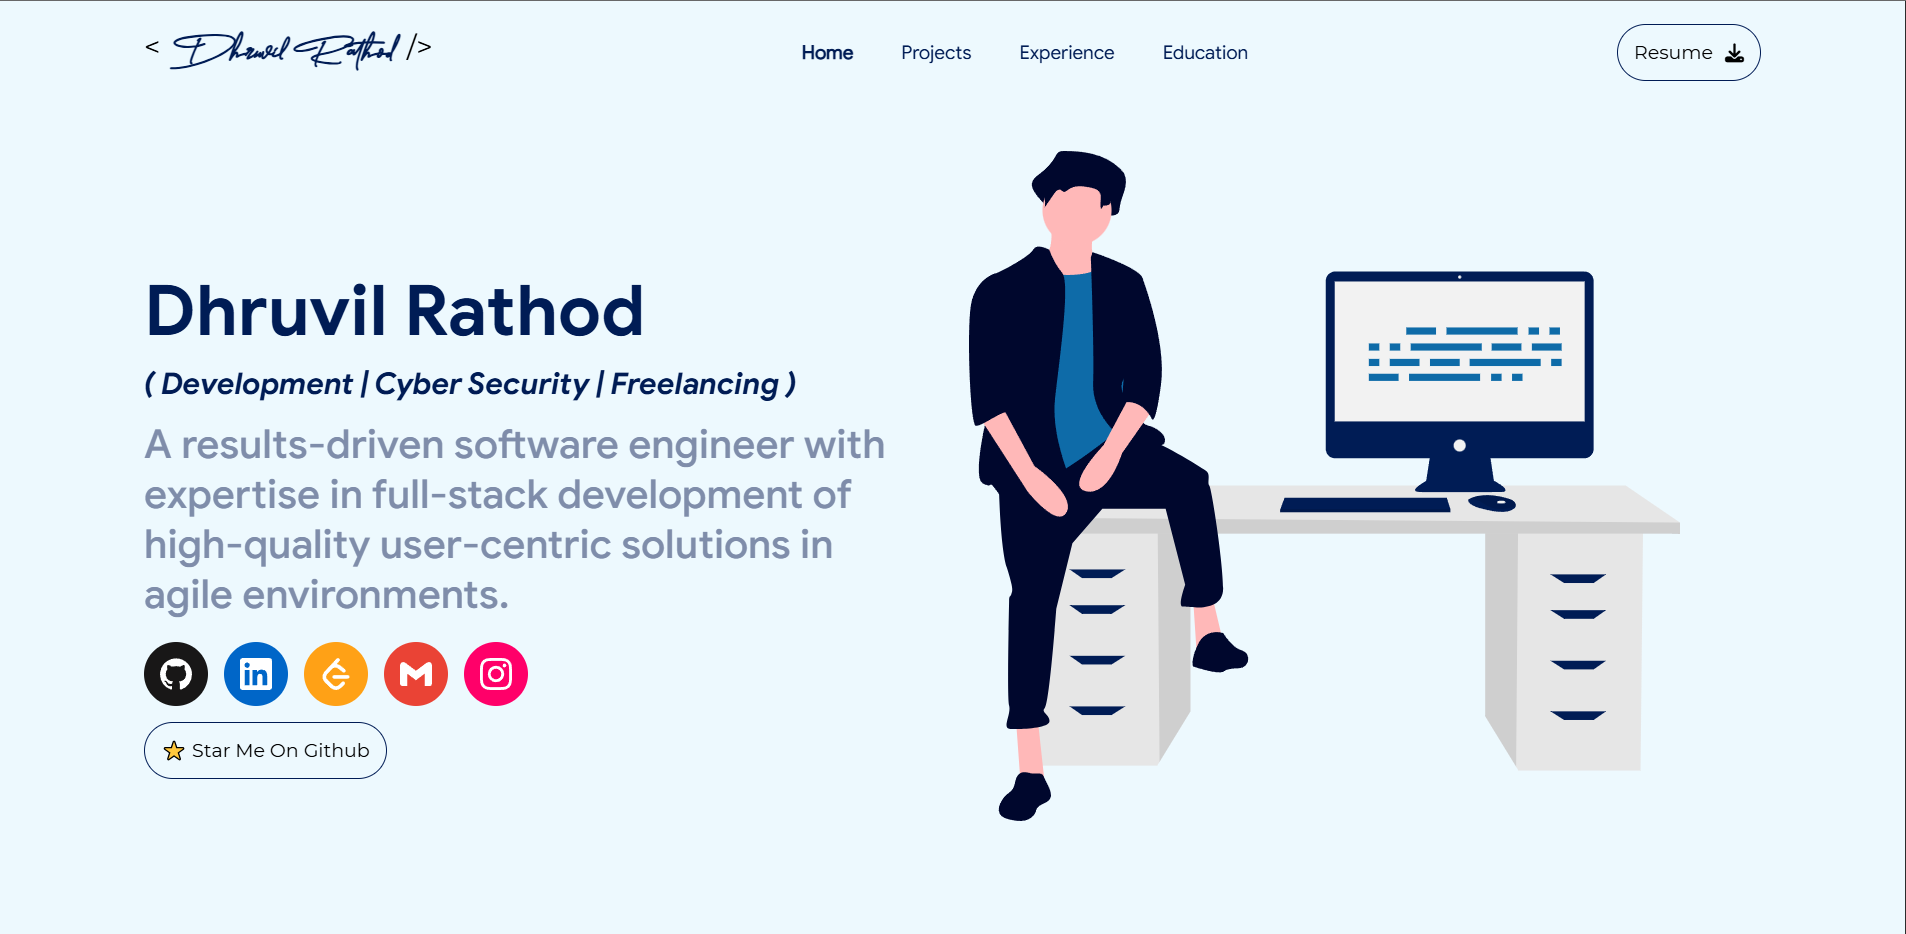 < Dhruvil Rathod />
Home Projects Experience Education
Resume
Dhruvil Rathod
( Development | Cyber Security | Freelancing )
A results-driven software engineer with
expertise in full-stack development of
high-quality user-centric solutions in
agile environments.
in
Star Me On Github